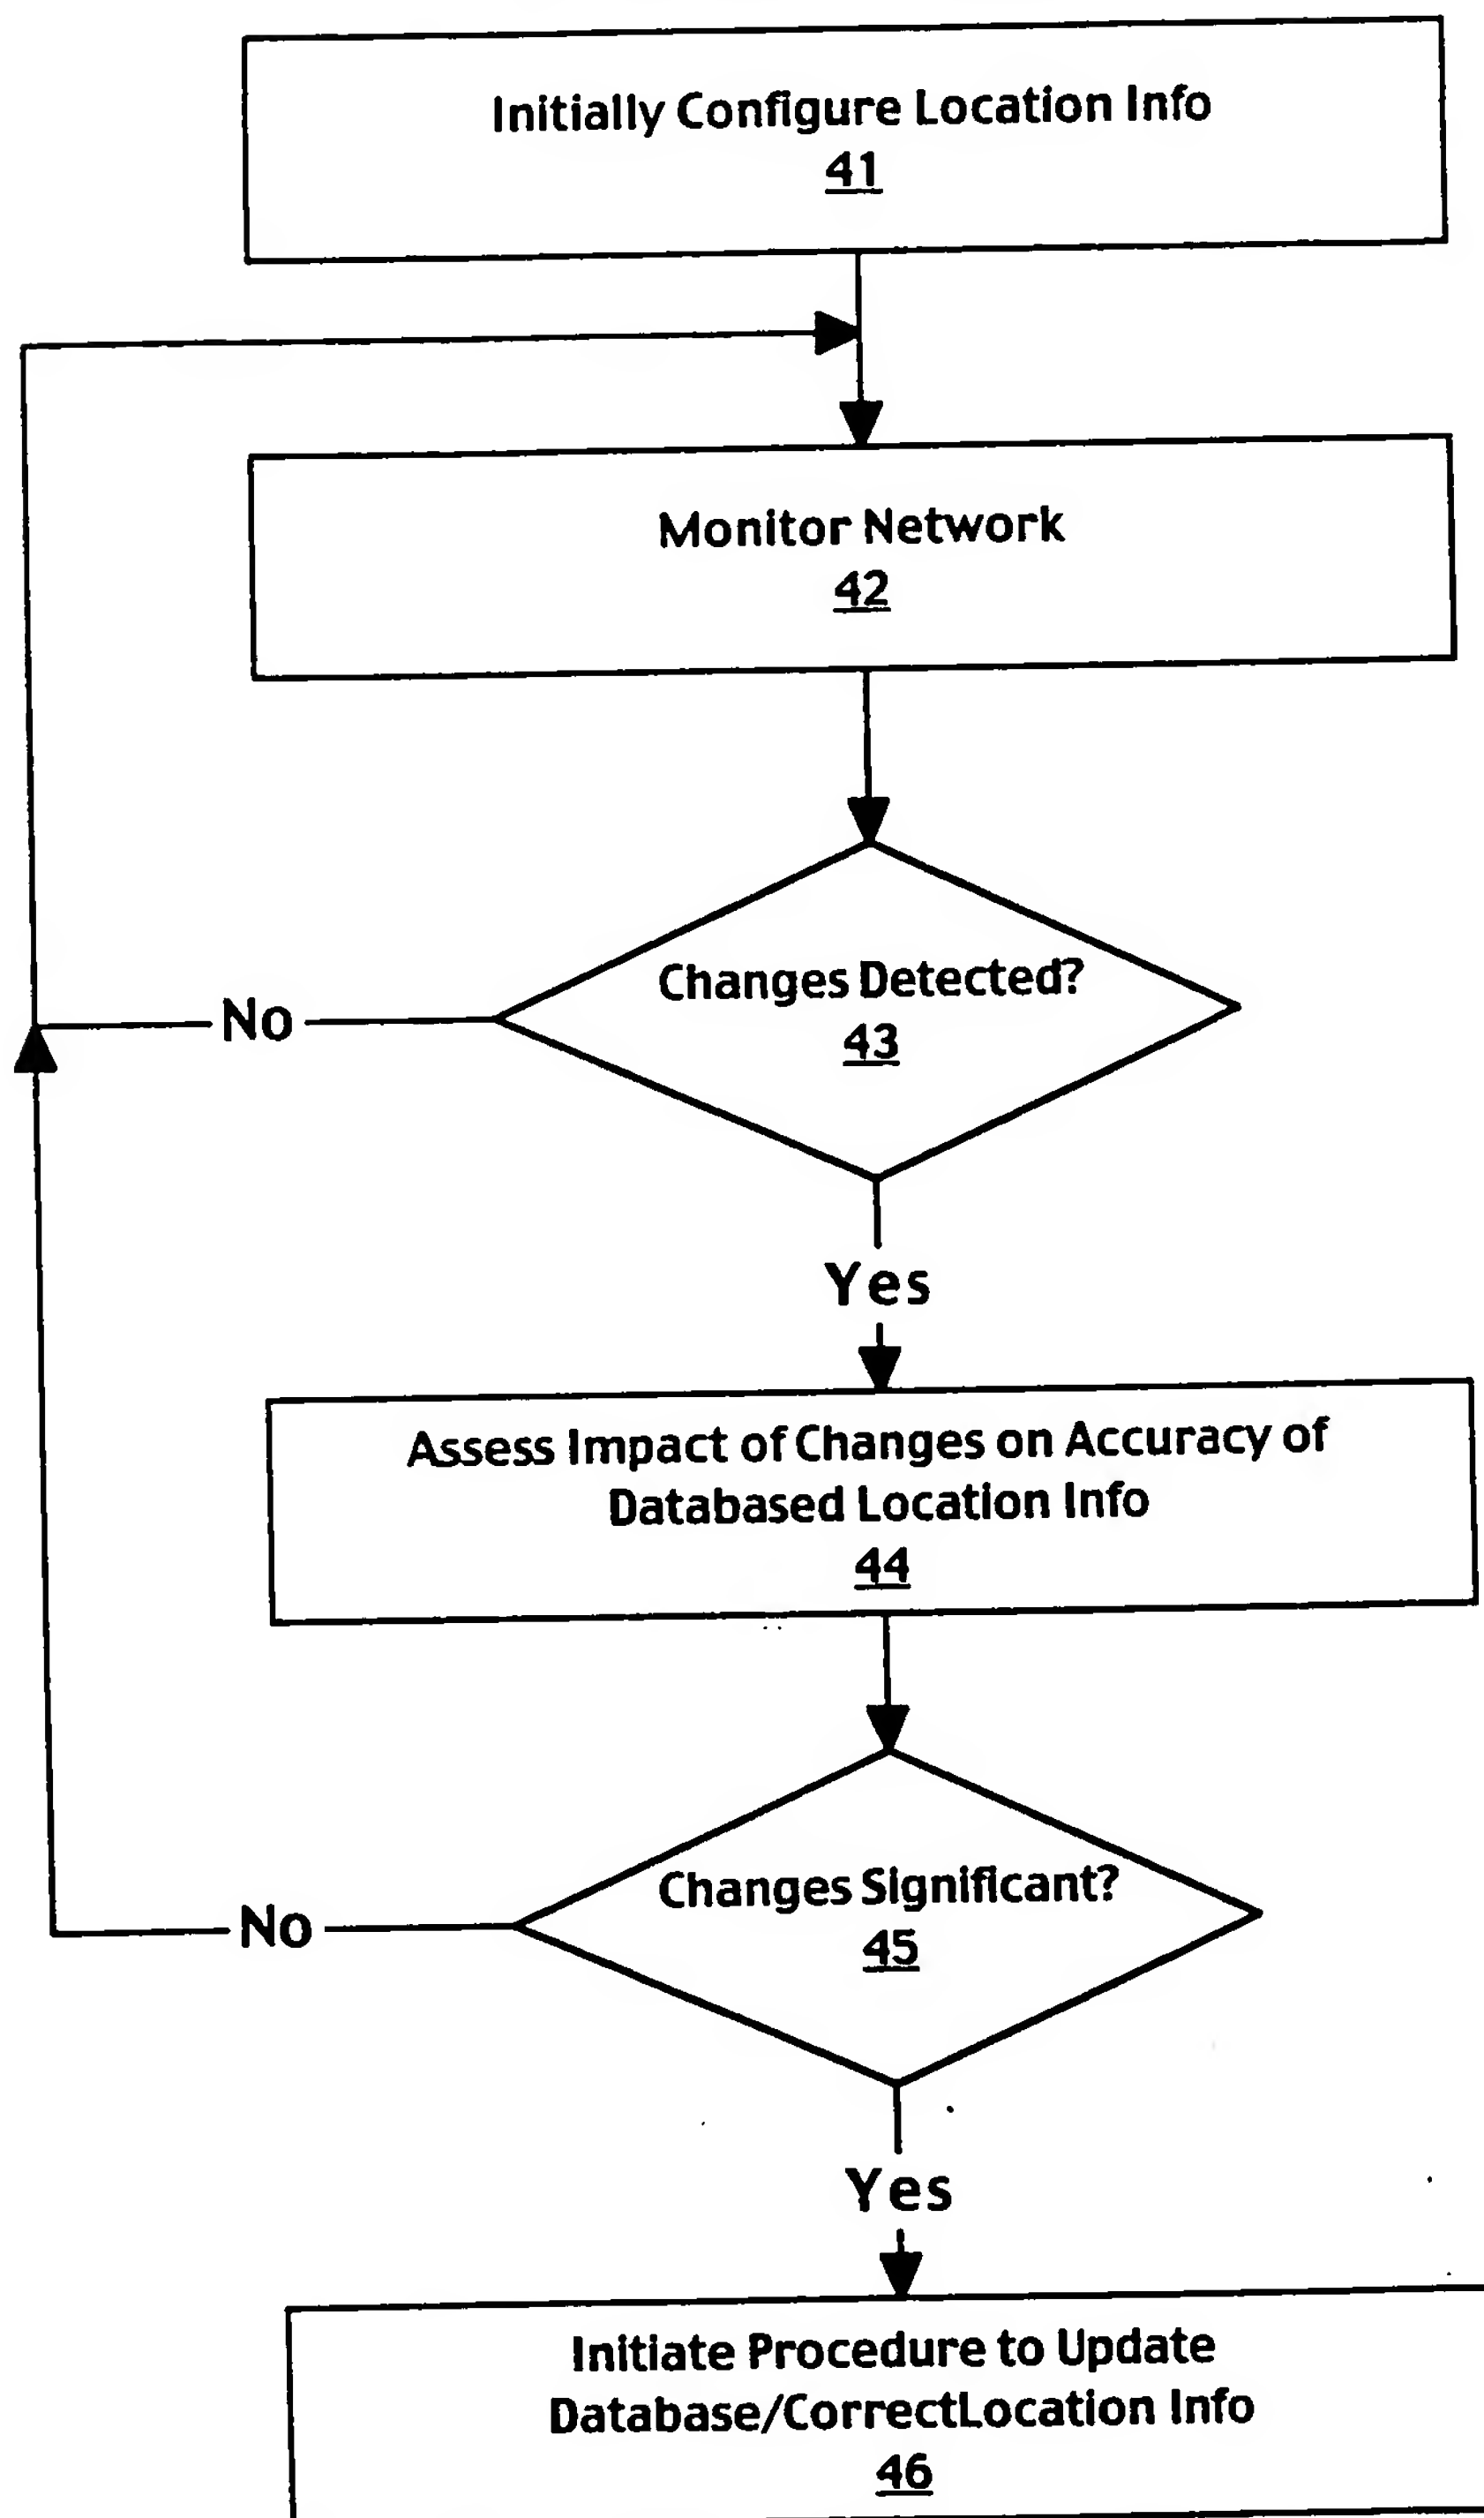 Initially Configure Location Info
41
Monitor Network
42
Changes Detected?
43
No
Yes
Assess Impact of Changes on Accuracy of
Databased Location Info
44
Changes Significant?
45
No
Yes
Initiate Procedure to Update
Database/CorrectLocation Info
46